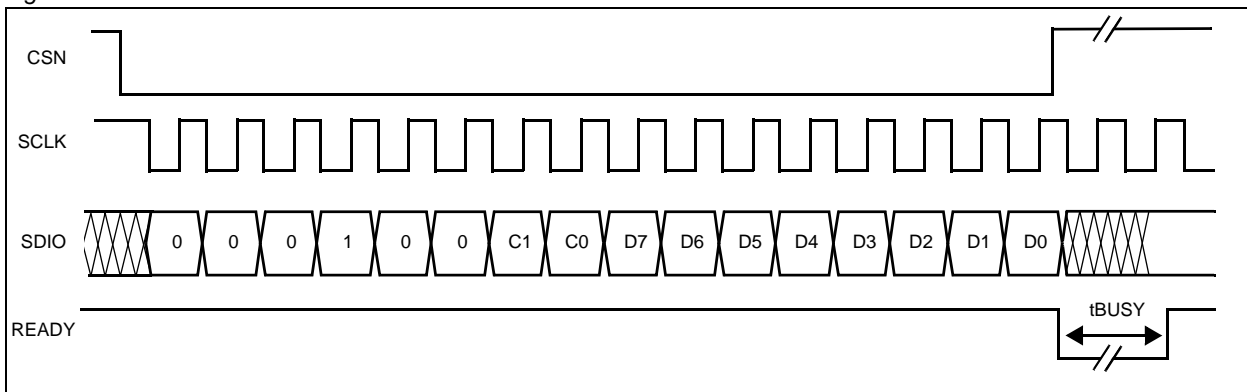 CSN
SCLK
SDIO 0 0 0 1 0 0 C1 C0 D7 D6 D5 D4 D3 D2 D1 D0
tBUSY
READY